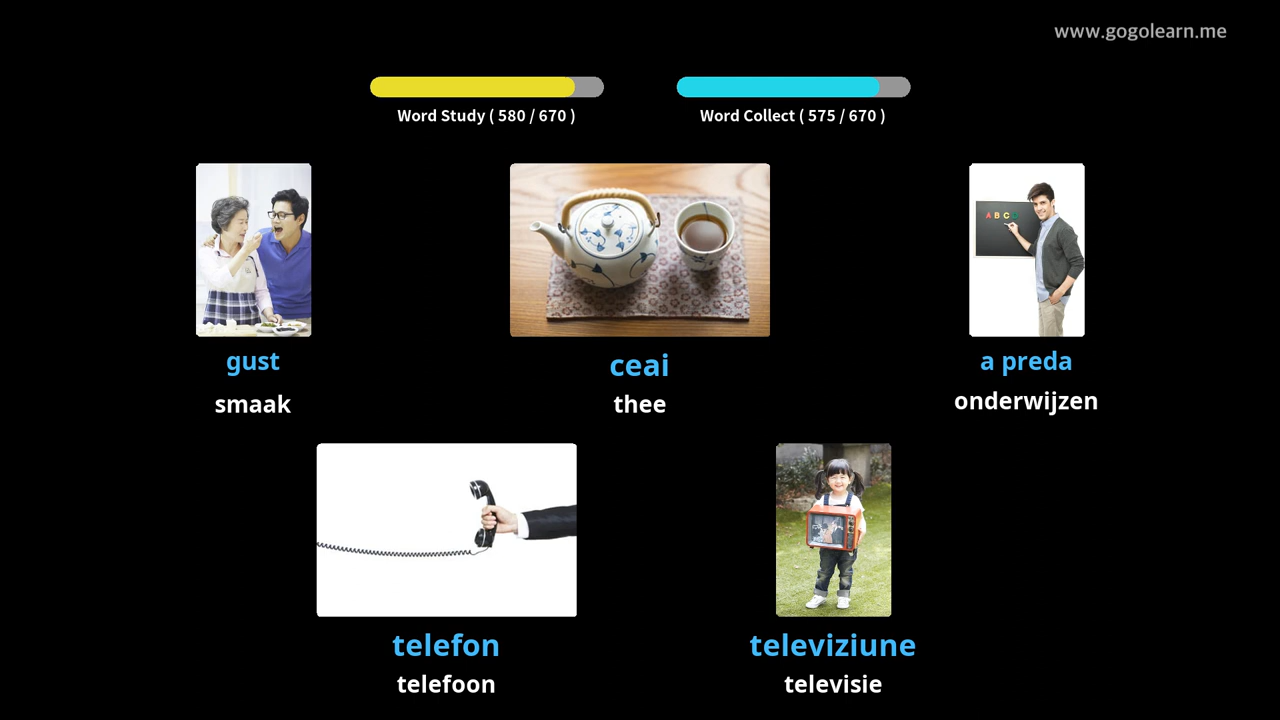 www.gogolearn.me
Word Study ( 580 / 670 )
Word Collect ( 575 / 670 )
A B C D
gust
ceai
a preda
smaak
thee
onderwijzen
telefon
televiziune
telefoon
televisie